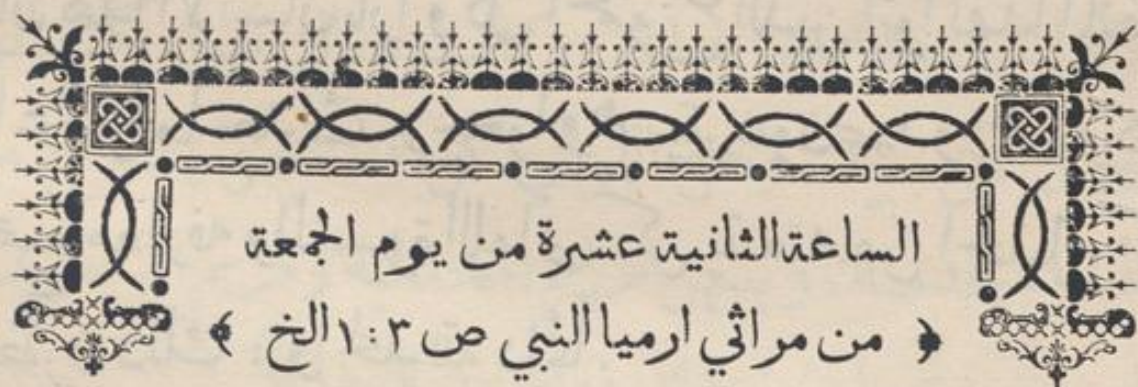 الساعة الثانية عشرة من يوم الجمعة
﴿ من مراثي ارميا النبي ص ٣ : ١ الخ ﴾